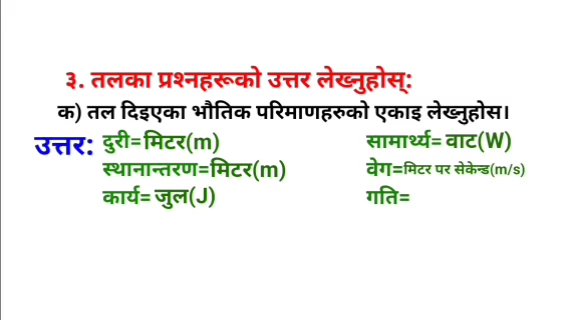 ३. तलका प्रश्नहरूको उत्तर लेख्नुहोस्:
क) तल दिइएका भौतिक परिमाणहरुको एकाइ लेख्नुहोस।
उत्तर: दुरी=मिटर(m) सामार्थ्य= वाट(W)
स्थानान्तरण=मिटर(m) वेग=मिटर पर सेकेन्ड(m/s)
कार्य= जुल(J) गति=